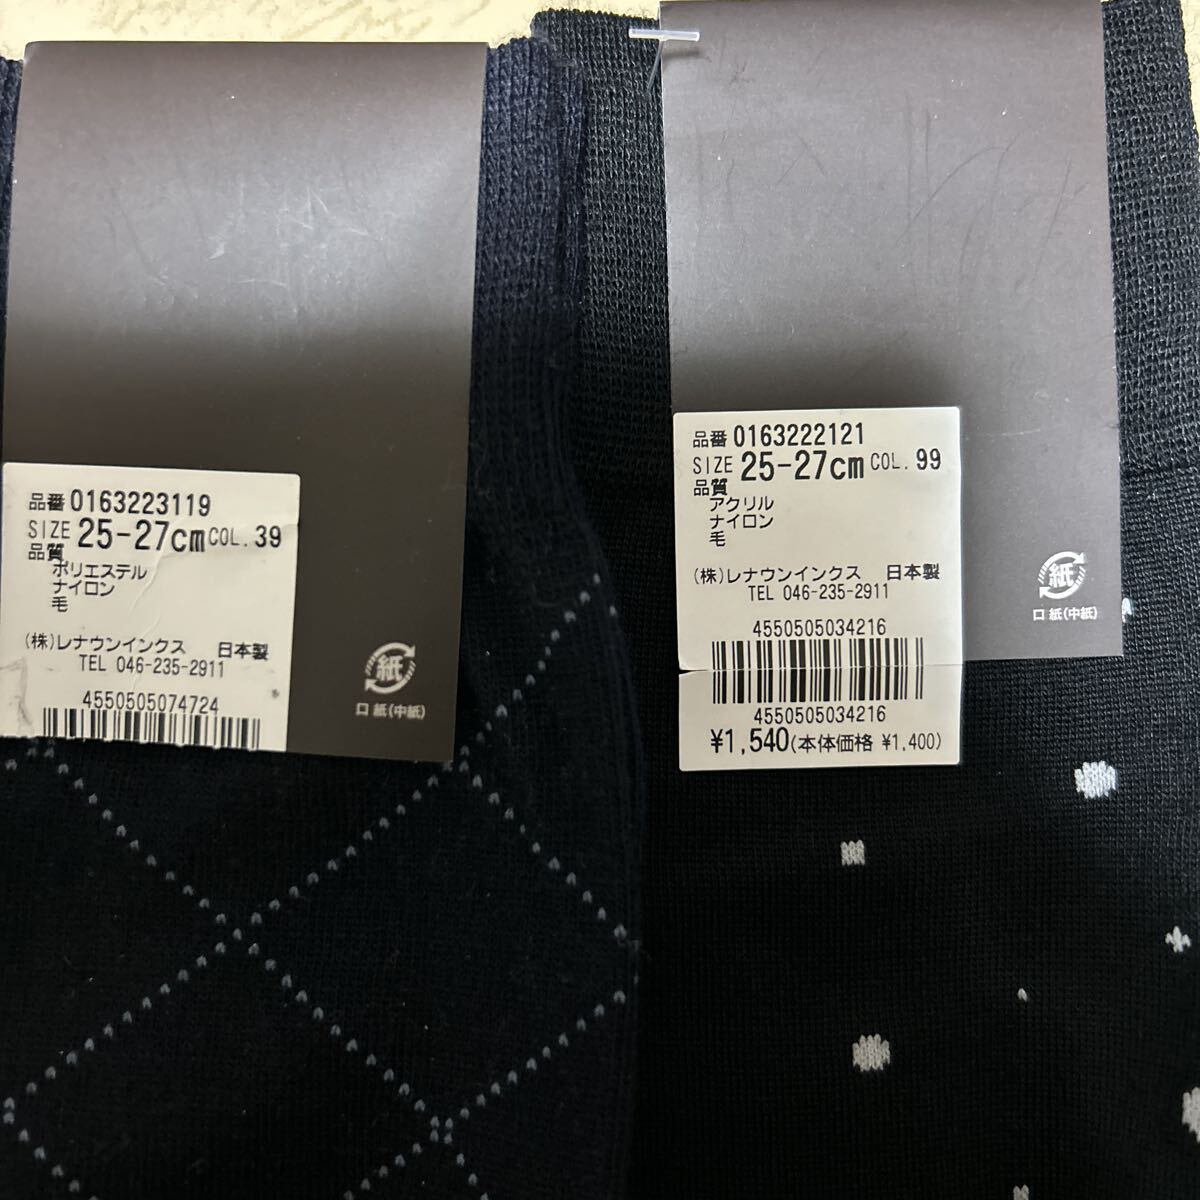 品番 0163223119
SIZE 25-27cm COL. 39
品質
ポリエステル
ナイロン
毛
(株)レナウンインクス 日本製
TEL 046-235-2911
4550505074724
紙
口 紙(中紙)
品番 0163222121
SIZE 25-27cm COL. 99
品質
アクリル
ナイロン
毛
(株)レナウンインクス 日本製
TEL 046-235-2911
4550505034216
4550505034216
¥1,540(本体価格 ¥1,400)
紙
口 紙(中紙)